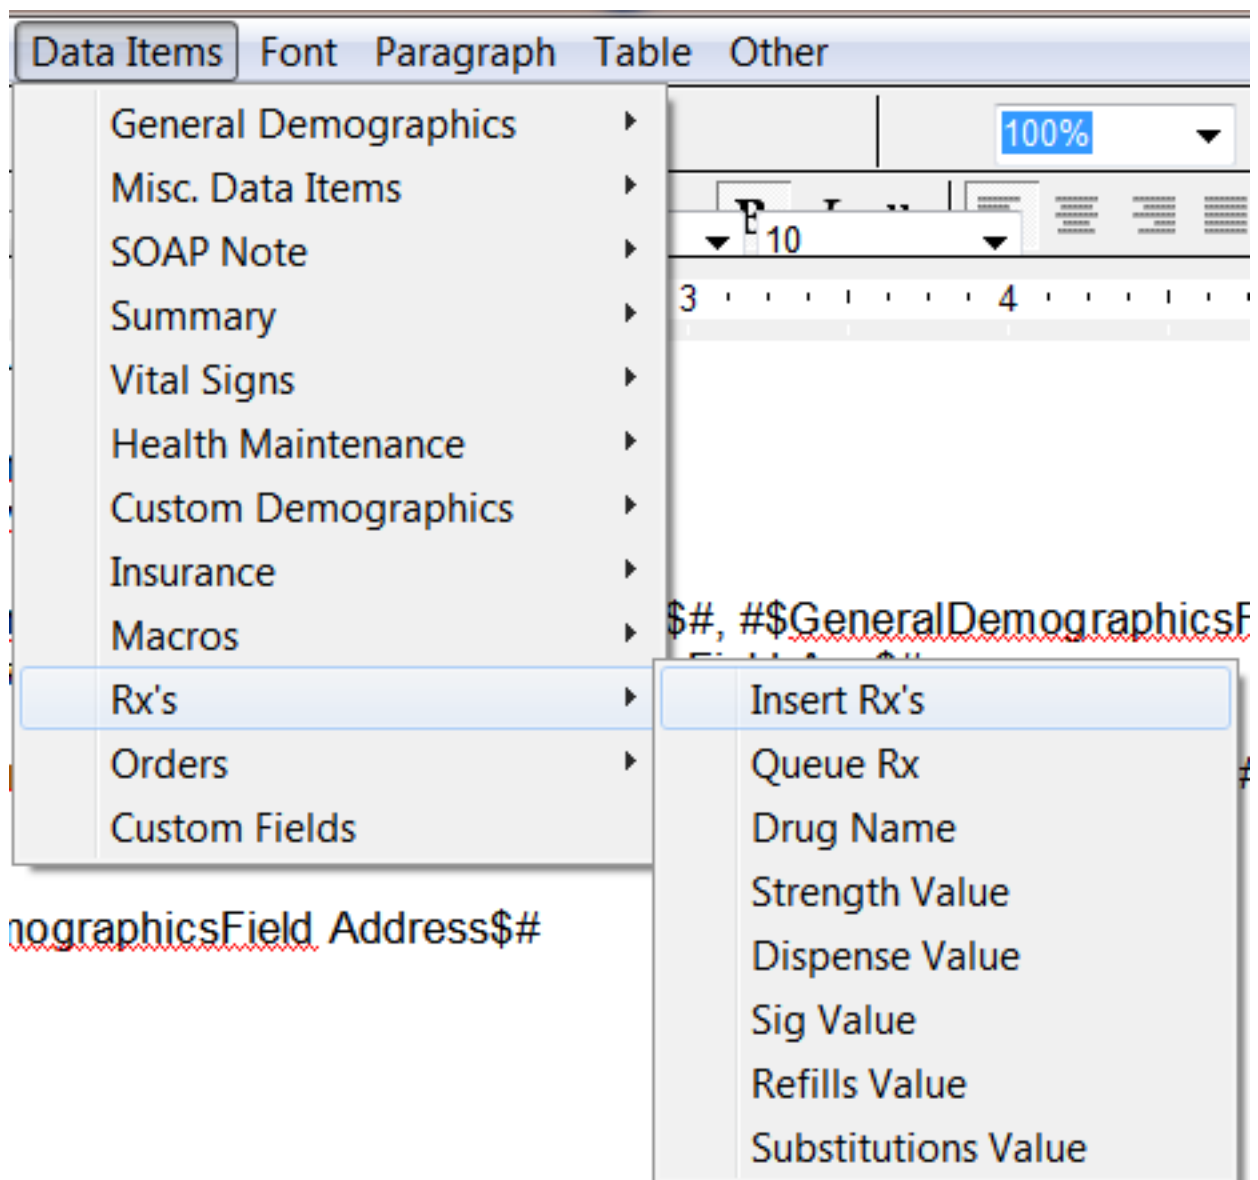 Data Items Font Paragraph Table Other
General Demographics
100%
Misc. Data Items
10
SOAP Note
3 4
Summary
Vital Signs
Health Maintenance
Custom Demographics
Insurance
$#, #$GeneralDemographicsF
Macros
Rx's
Insert Rx's
Orders
Queue Rx
#
Custom Fields
Drug Name
Strength Value
nographicsField Address$#
Dispense Value
Sig Value
Refills Value
Substitutions Value